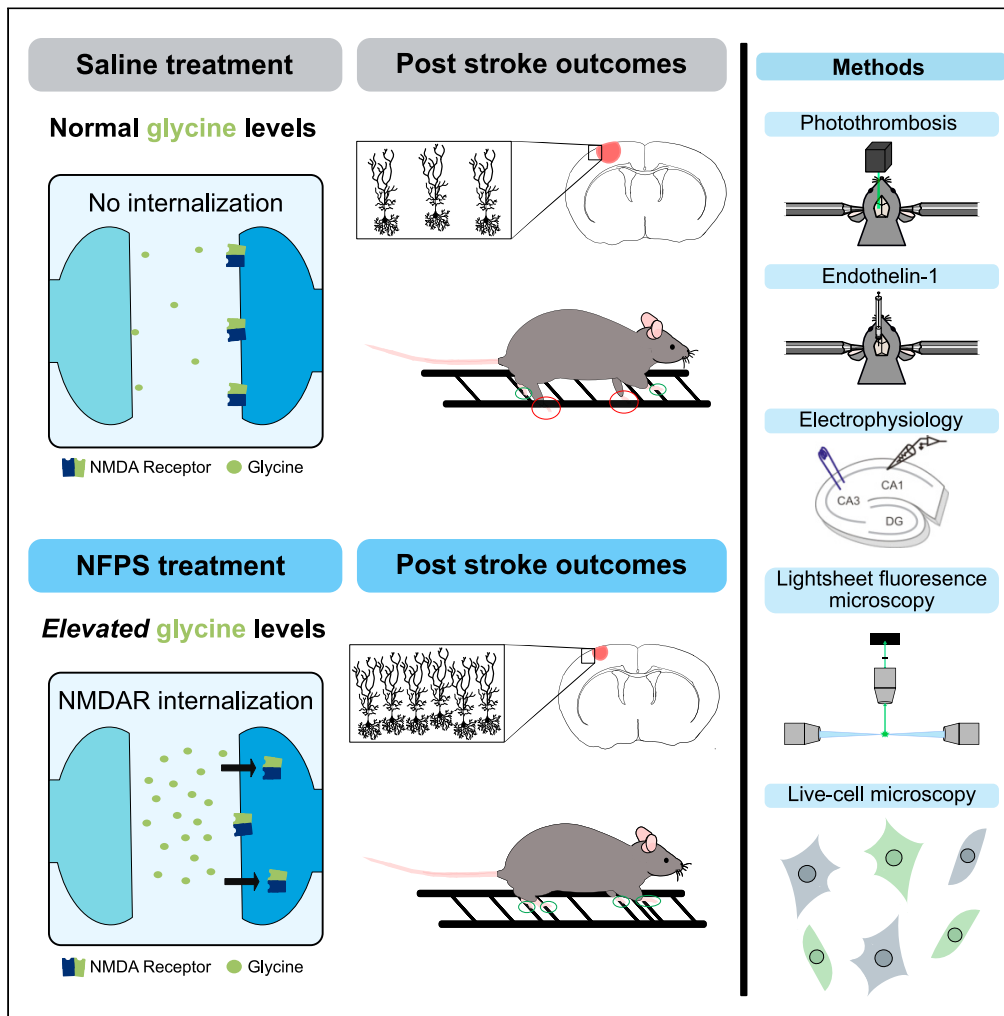 Saline treatment
Post stroke outcomes
Normal glycine levels
No internalization
NMDA Receptor
Glycine
NFPS treatment
Post stroke outcomes
Elevated glycine levels
NMDAR internalization
NMDA Receptor
Glycine
Methods
Photothrombosis
Endothelin-1
Electrophysiology
CA1
CA3
DG
Lightsheet fluoresence
microscopy
Live-cell microscopy